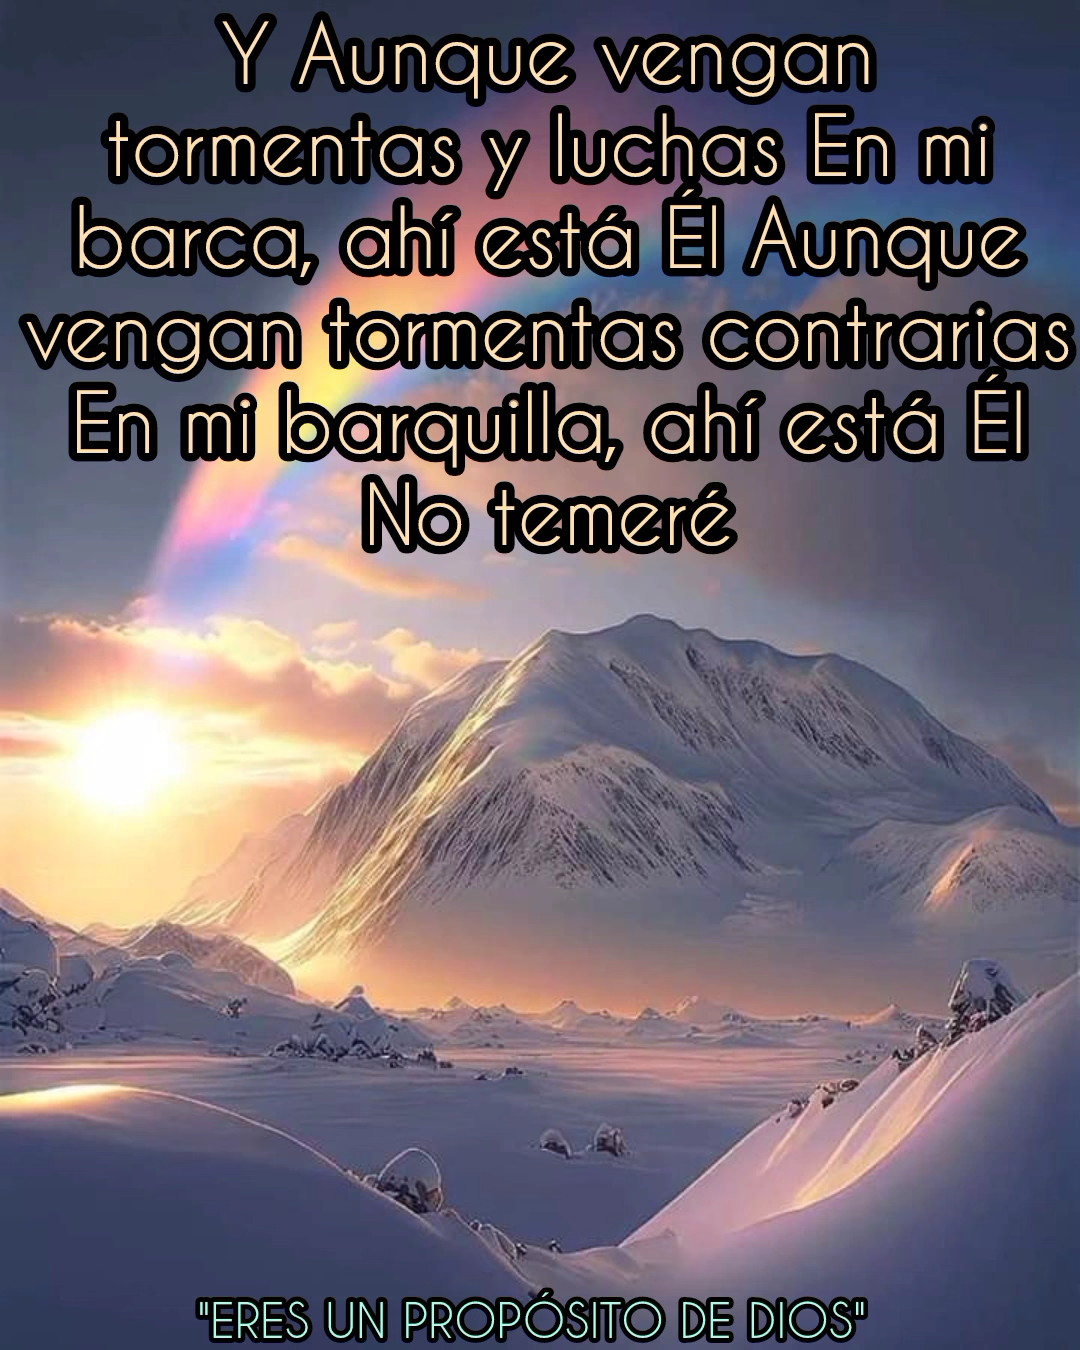 Y Aunque vengan
tormentas y luchas En mi
barca, ahí está Él Aunque
vengan tormentas contrarias
En mi barquilla, ahí está Él
No temeré
"ERES UN PROPÓSITO DE DIOS"